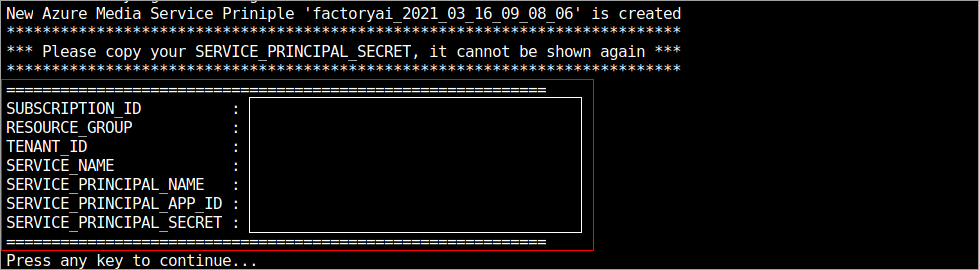 New Azure Media Service Priniple 'factoryai_2021_03_16_09_08_06' is created
***************************************************************************
*** Please copy your SERVICE_PRINCIPAL_SECRET, it cannot be shown again ***
***************************************************************************
============================================================
SUBSCRIPTION_ID          :
RESOURCE_GROUP           :
TENANT_ID                :
SERVICE_NAME             :
SERVICE_PRINCIPAL_NAME   :
SERVICE_PRINCIPAL_APP_ID :
SERVICE_PRINCIPAL_SECRET :
============================================================
Press any key to continue...